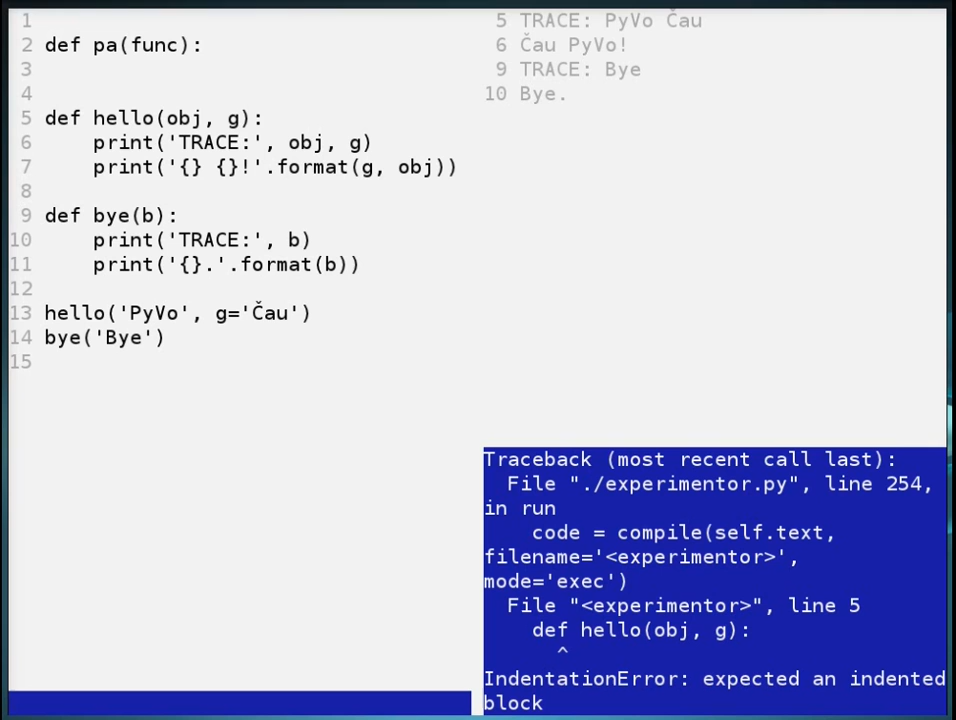 1
2 def pa(func):
3
4
5 def hello(obj, g):
6     print('TRACE:', obj, g)
7     print('{} {}!'.format(g, obj))
8
9 def bye(b):
10     print('TRACE:', b)
11     print('{}.'.format(b))
12
13 hello('PyVo', g='Čau')
14 bye('Bye')
15
5 TRACE: PyVo Čau
6 Čau PyVo!
9 TRACE: Bye
10 Bye.
Traceback (most recent call last):
  File "./experimentor.py", line 254,
in run
    code = compile(self.text,
filename='<experimentor>',
mode='exec')
  File "<experimentor>", line 5
    def hello(obj, g):
      ^
IndentationError: expected an indented
block